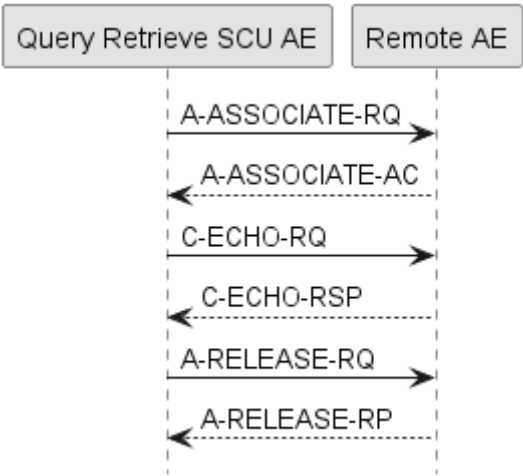 Query Retrieve SCU AE
Remote AE
A-ASSOCIATE-RQ
A-ASSOCIATE-AC
C-ECHO-RQ
C-ECHO-RSP
A-RELEASE-RQ
A-RELEASE-RP